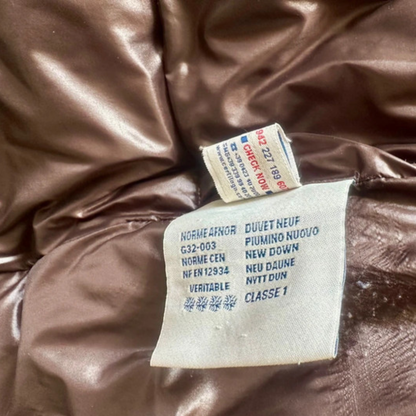 942 227 189 60
CHECK NOW
NORME AFNOR
G32-003
NORME CEN
NF EN 12934
VERITABLE
DUVET NEUF
PIUMINO NUOVO
NEW DOWN
NEU DAUNE
NYTT DUN
CLASSE 1